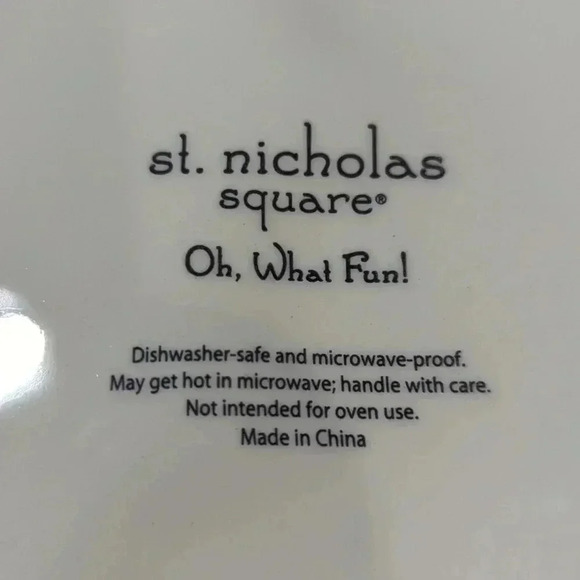 st. nicholas
square®
Oh, What Fun!
Dishwasher-safe and microwave-proof.
May get hot in microwave; handle with care.
Not intended for oven use.
Made in China